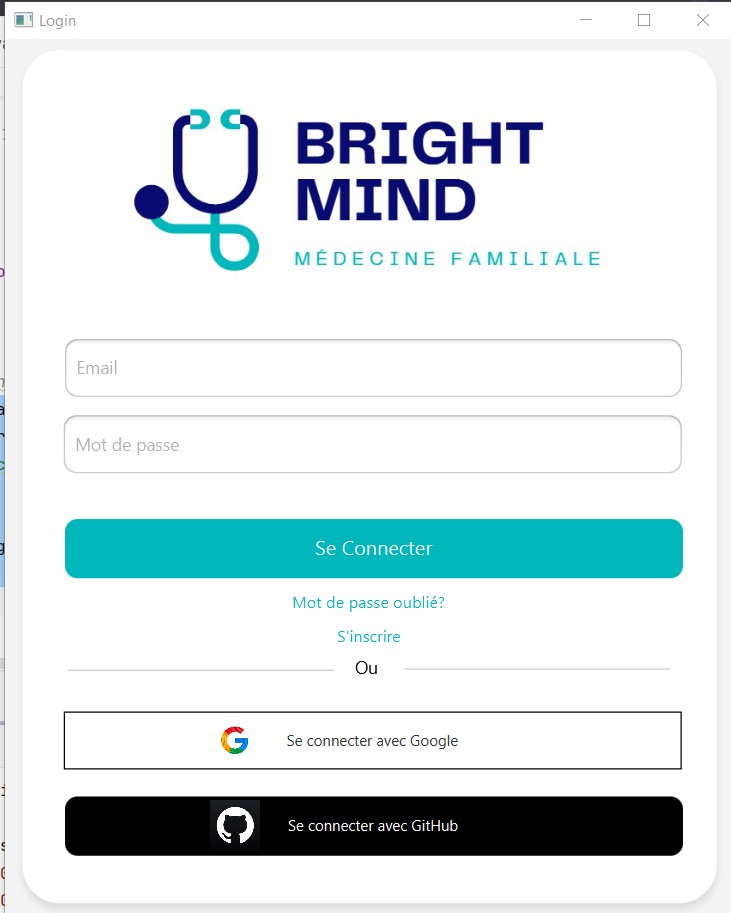 Login
BRIGHT
MIND
MÉDECINE FAMILIALE
Email
Mot de passe
Se Connecter
Mot de passe oublié?
S'inscrire
Ou
Se connecter avec Google
Se connecter avec GitHub